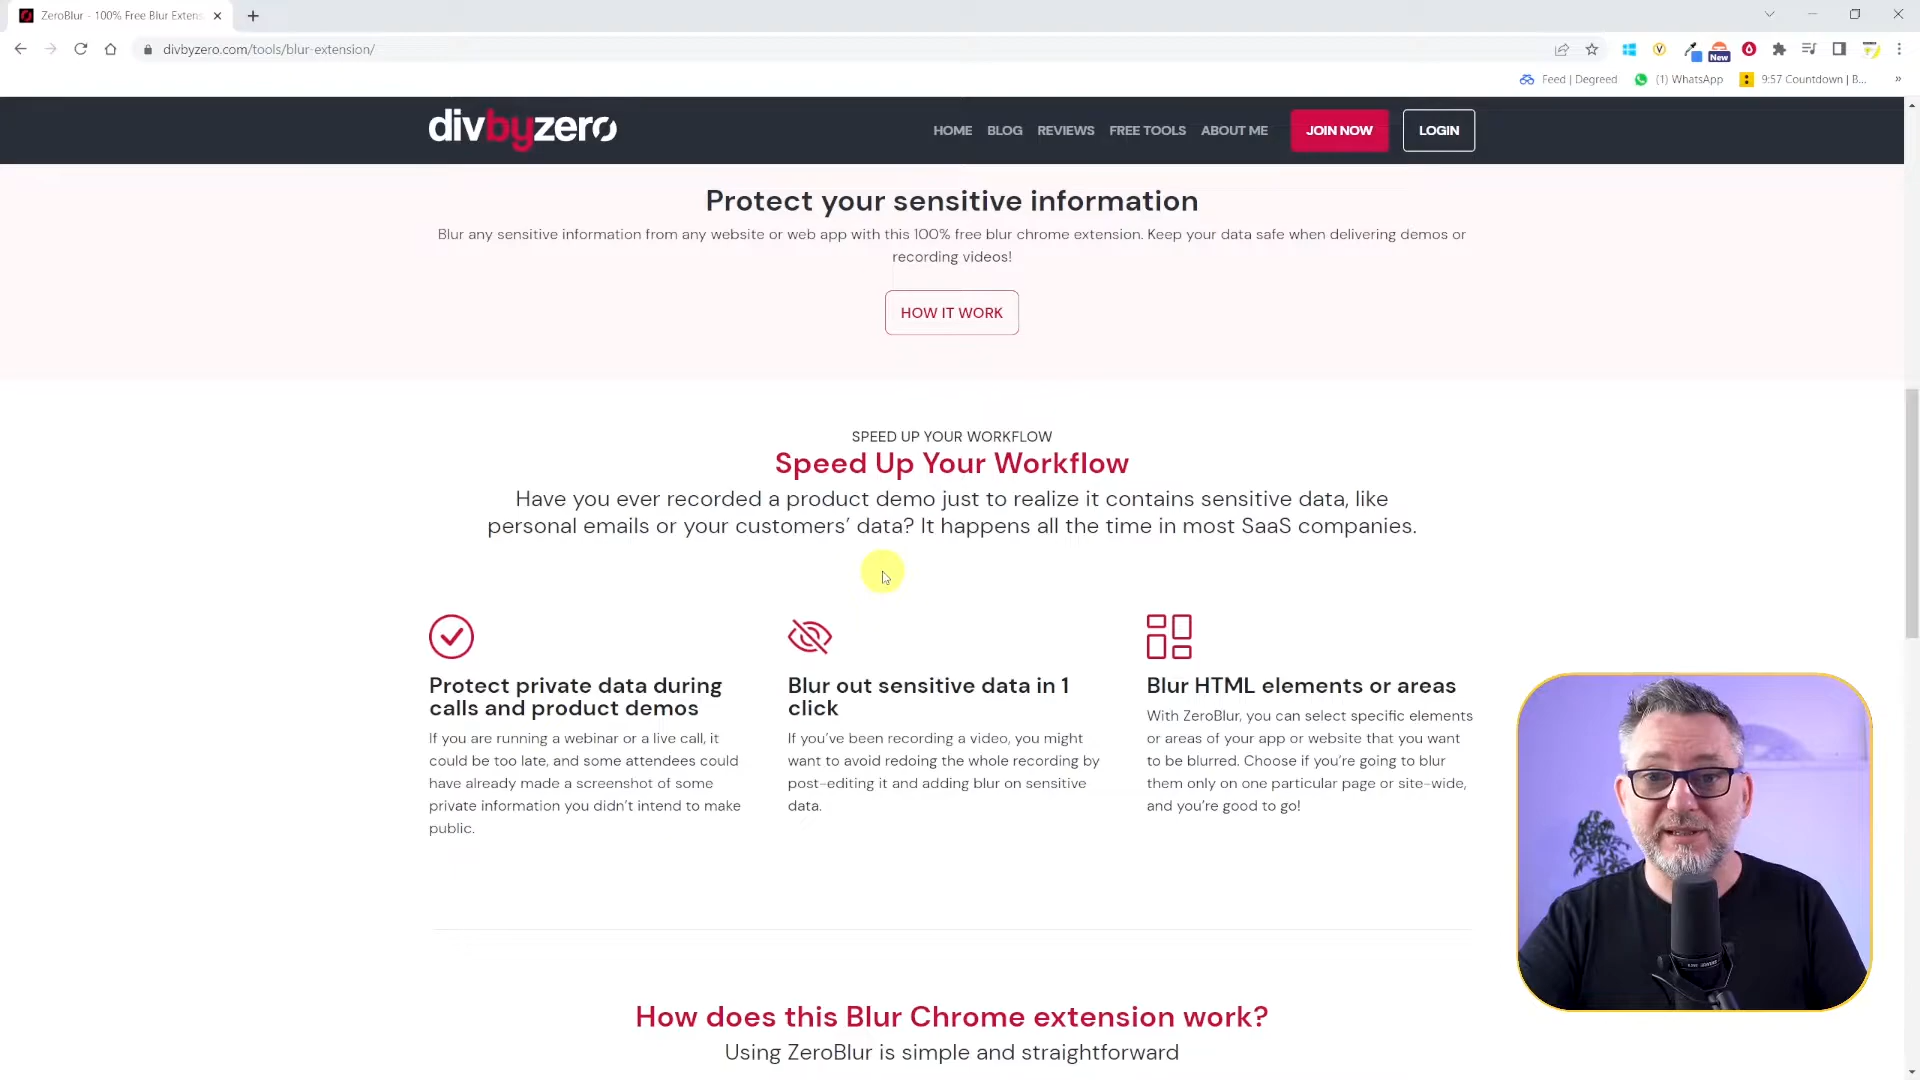 ZeroBlur - 100% Free Blur Extens
divbyzero.com/tools/blur-extension/
New
Feed | Degreed
(1) WhatsApp
9:57 Countdown | B...
»
divbyzero
HOME
BLOG
REVIEWS
FREE TOOLS
ABOUT ME
JOIN NOW
LOGIN
Protect your sensitive information
Blur any sensitive information from any website or web app with this 100% free blur chrome extension. Keep your data safe when delivering demos or
recording videos!
HOW IT WORK
SPEED UP YOUR WORKFLOW
Speed Up Your Workflow
Have you ever recorded a product demo just to realize it contains sensitive data, like
personal emails or your customers’ data? It happens all the time in most SaaS companies.
Protect private data during
calls and product demos
If you are running a webinar or a live call, it
could be too late, and some attendees could
have already made a screenshot of some
private information you didn’t intend to make
public.
Blur out sensitive data in 1
click
If you’ve been recording a video, you might
want to avoid redoing the whole recording by
post-editing it and adding blur on sensitive
data.
Blur HTML elements or areas
With ZeroBlur, you can select specific elements
or areas of your app or website that you want
to be blurred. Choose if you’re going to blur
them only on one particular page or site-wide,
and you’re good to go!
How does this Blur Chrome extension work?
Using ZeroBlur is simple and straightforward